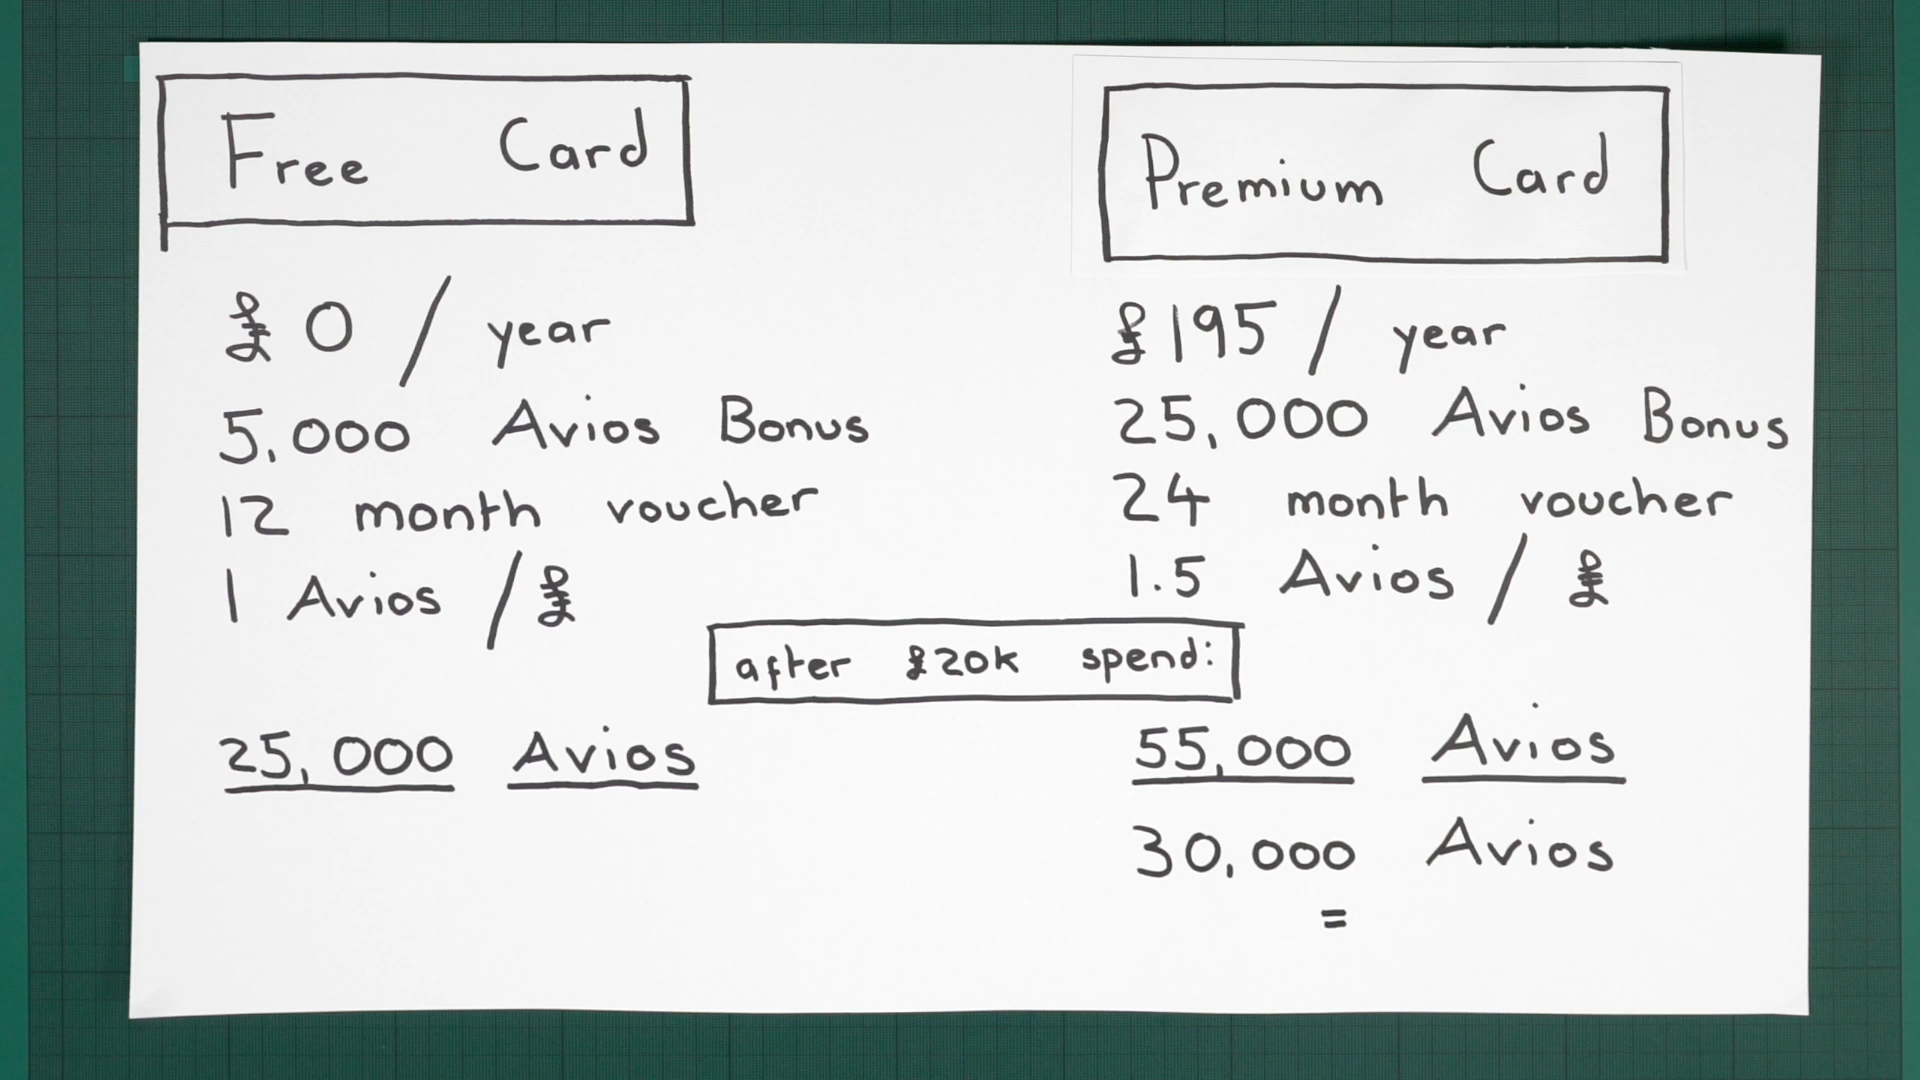 Free Card
£0 / year
5,000 Avios Bonus
12 month voucher
1 Avios / £
Premium Card
£195 / year
25,000 Avios Bonus
24 month voucher
1.5 Avios / £
after £20k spend:
25,000 Avios
55,000 Avios
30,000 Avios
=